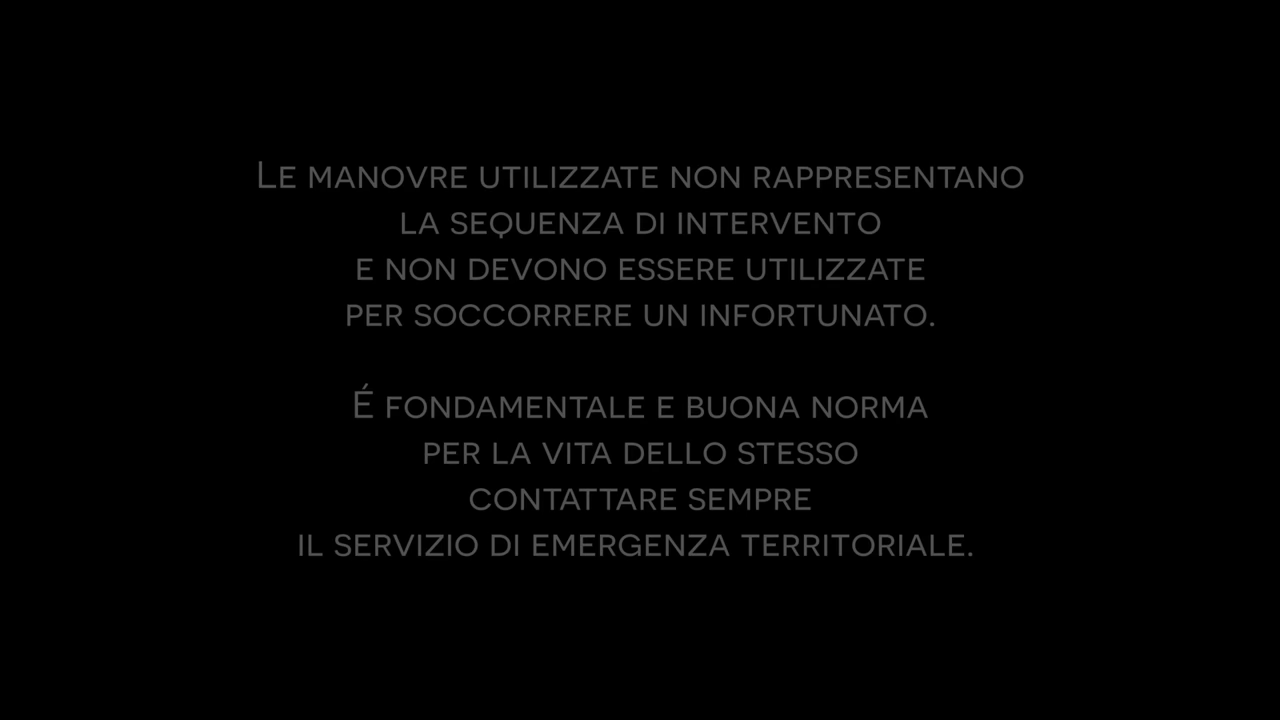 Le manovre utilizzate non rappresentano
la sequenza di intervento
e non devono essere utilizzate
per soccorrere un infortunato.
É fondamentale e buona norma
per la vita dello stesso
contattare sempre
il servizio di emergenza territoriale.